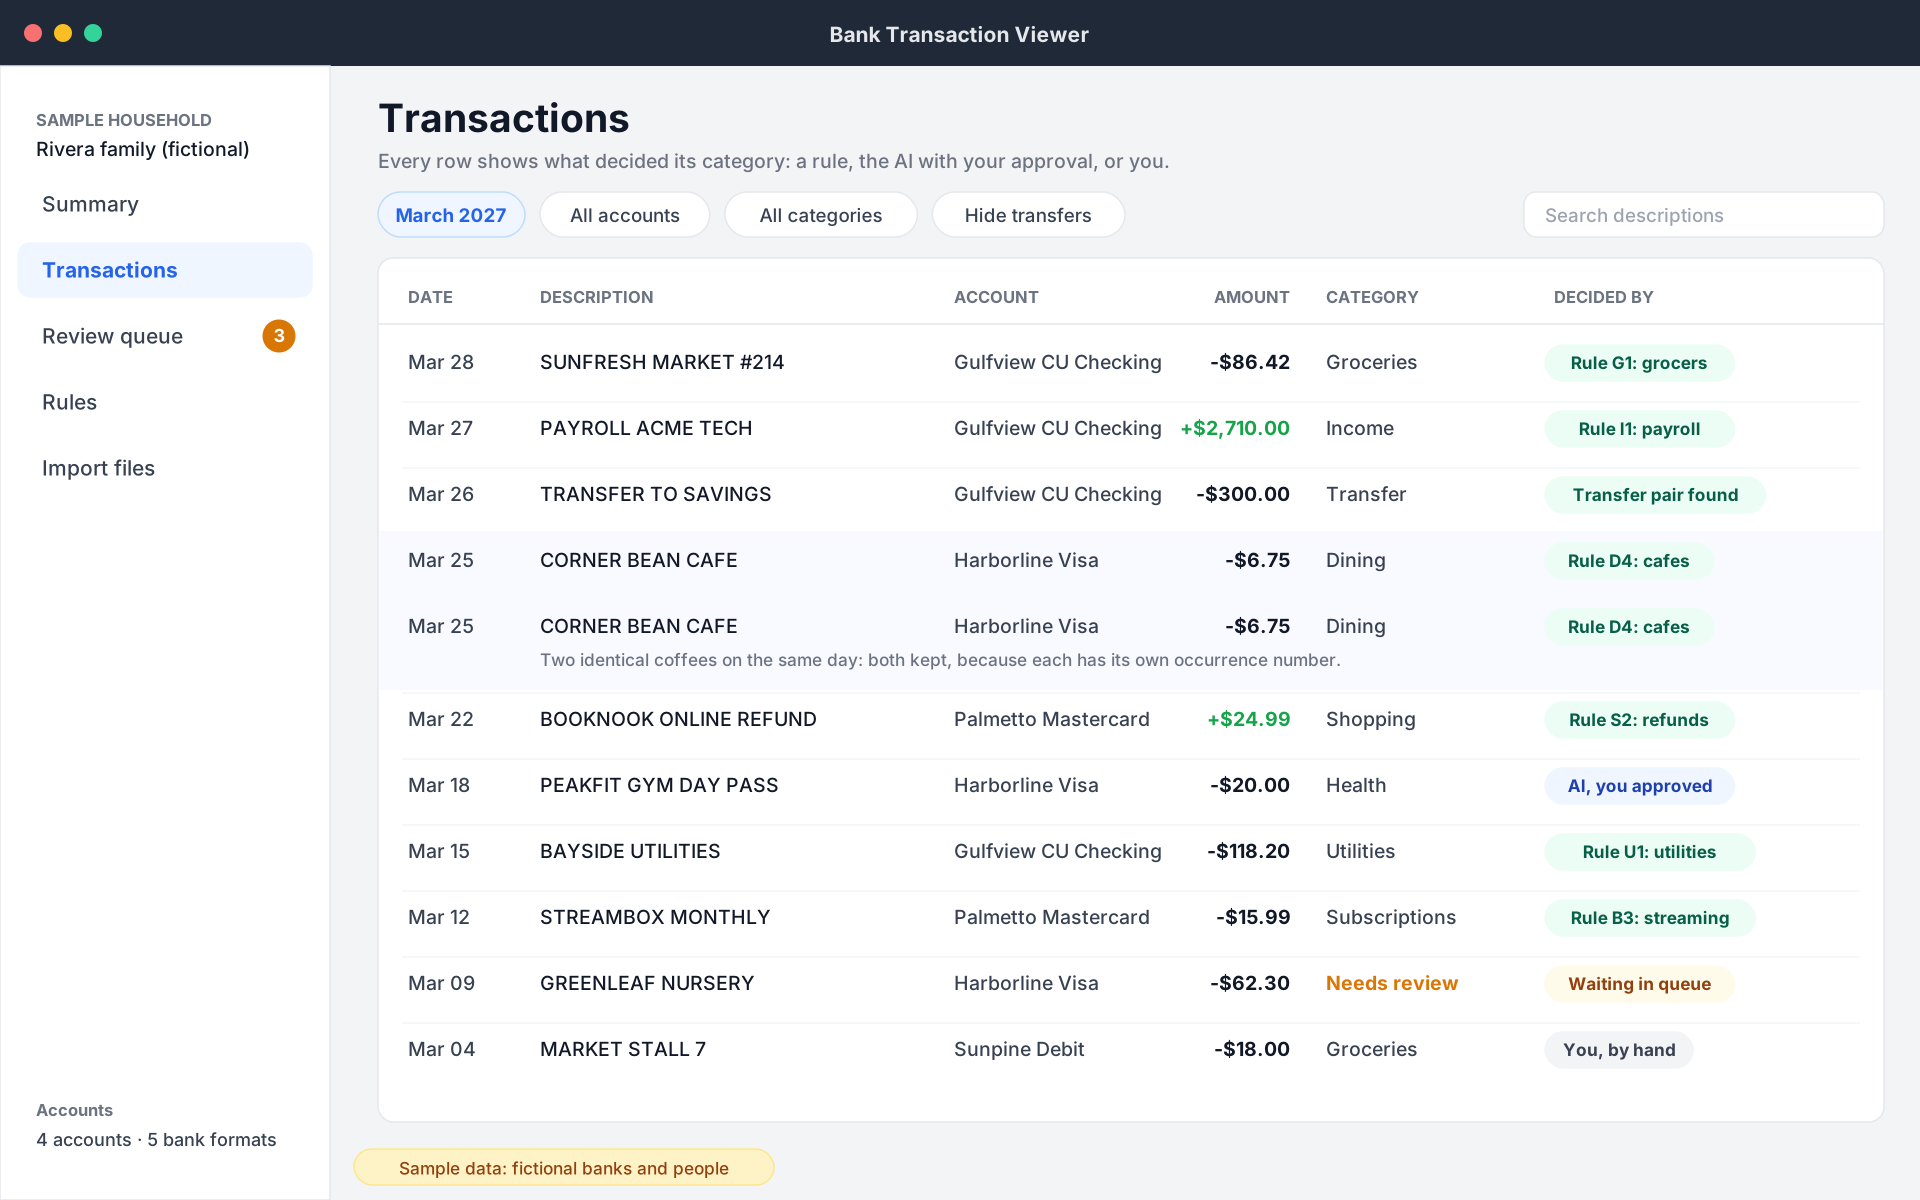 Bank Transaction Viewer
SAMPLE HOUSEHOLD
Rivera family (fictional)
Summary
Transactions
Review queue 3
Rules
Import files
Accounts
4 accounts · 5 bank formats
Transactions
Every row shows what decided its category: a rule, the AI with your approval, or you.
March 2027 All accounts All categories Hide transfers Search descriptions
DATE DESCRIPTION ACCOUNT AMOUNT CATEGORY DECIDED BY
Mar 28 SUNFRESH MARKET #214 Gulfview CU Checking -$86.42 Groceries Rule G1: grocers
Mar 27 PAYROLL ACME TECH Gulfview CU Checking +$2,710.00 Income Rule I1: payroll
Mar 26 TRANSFER TO SAVINGS Gulfview CU Checking -$300.00 Transfer Transfer pair found
Mar 25 CORNER BEAN CAFE Harborline Visa -$6.75 Dining Rule D4: cafes
Mar 25 CORNER BEAN CAFE Harborline Visa -$6.75 Dining Rule D4: cafes
Two identical coffees on the same day: both kept, because each has its own occurrence number.
Mar 22 BOOKNOOK ONLINE REFUND Palmetto Mastercard +$24.99 Shopping Rule S2: refunds
Mar 18 PEAKFIT GYM DAY PASS Harborline Visa -$20.00 Health AI, you approved
Mar 15 BAYSIDE UTILITIES Gulfview CU Checking -$118.20 Utilities Rule U1: utilities
Mar 12 STREAMBOX MONTHLY Palmetto Mastercard -$15.99 Subscriptions Rule B3: streaming
Mar 09 GREENLEAF NURSERY Harborline Visa -$62.30 Needs review Waiting in queue
Mar 04 MARKET STALL 7 Sunpine Debit -$18.00 Groceries You, by hand
Sample data: fictional banks and people